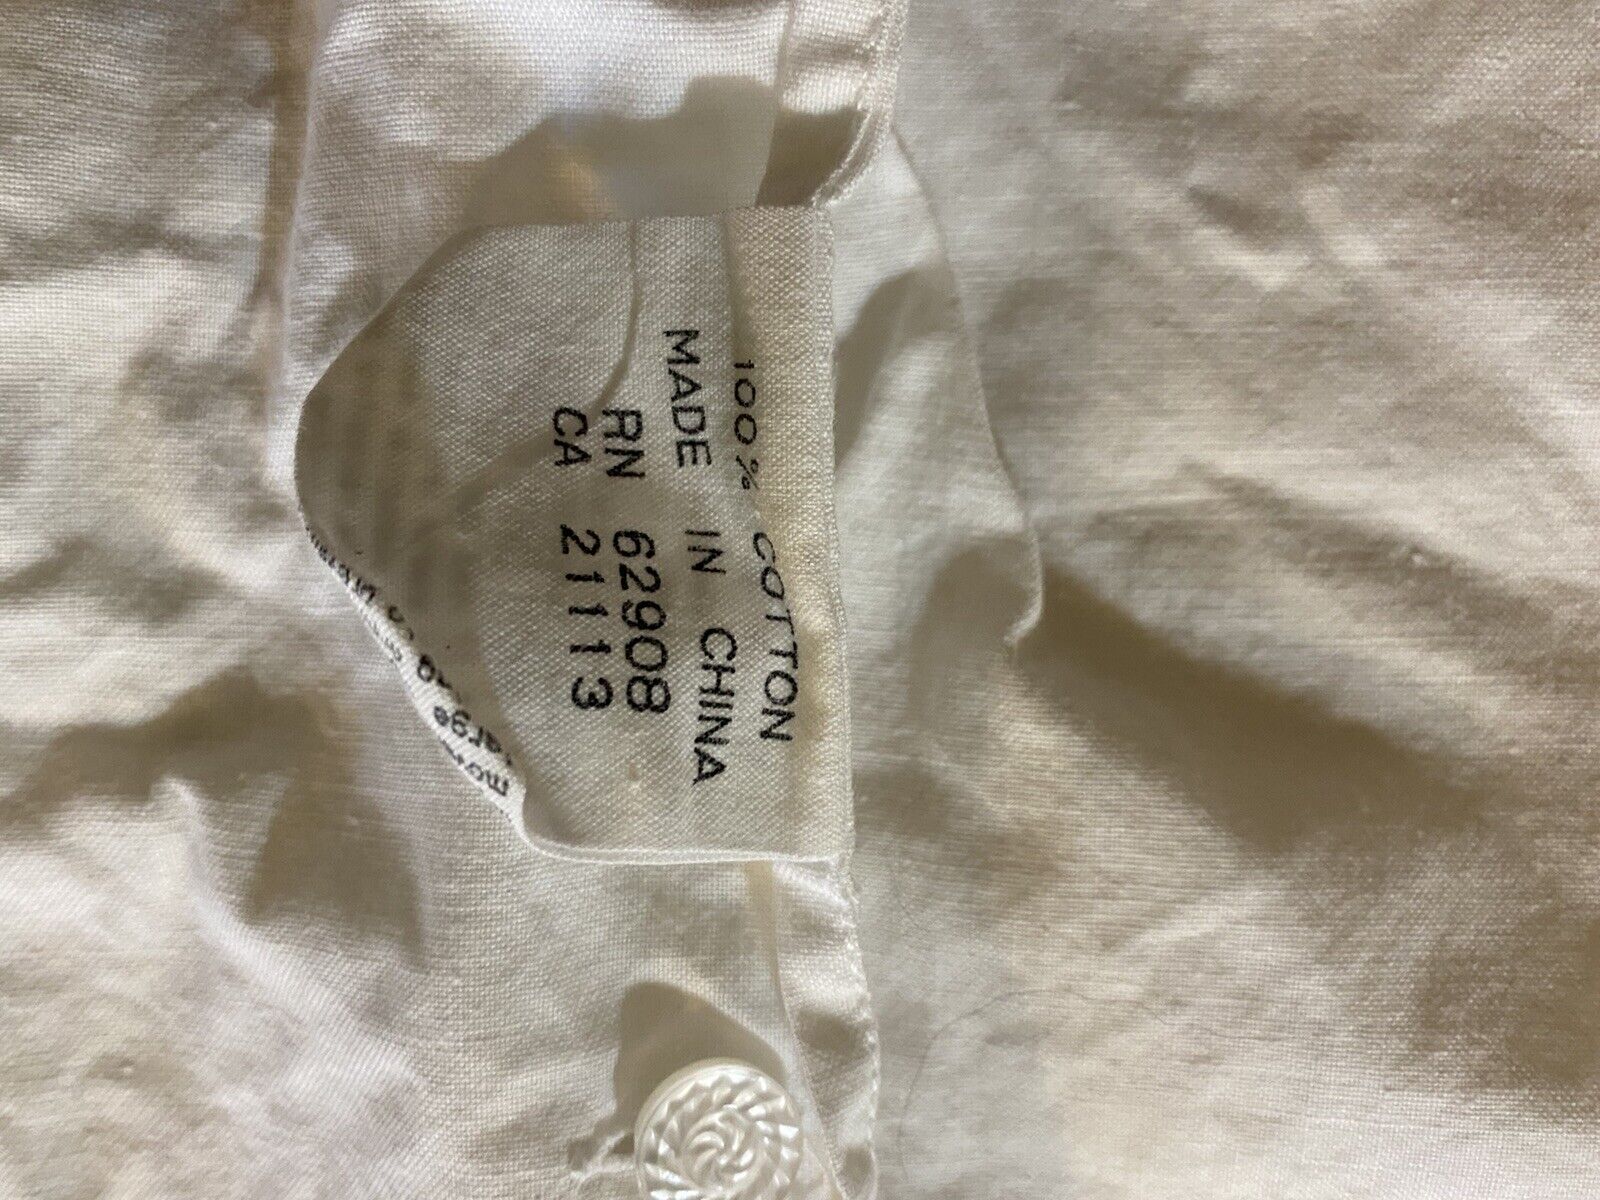 100% COTTON
MADE IN CHINA
RN 62908
CA 21113